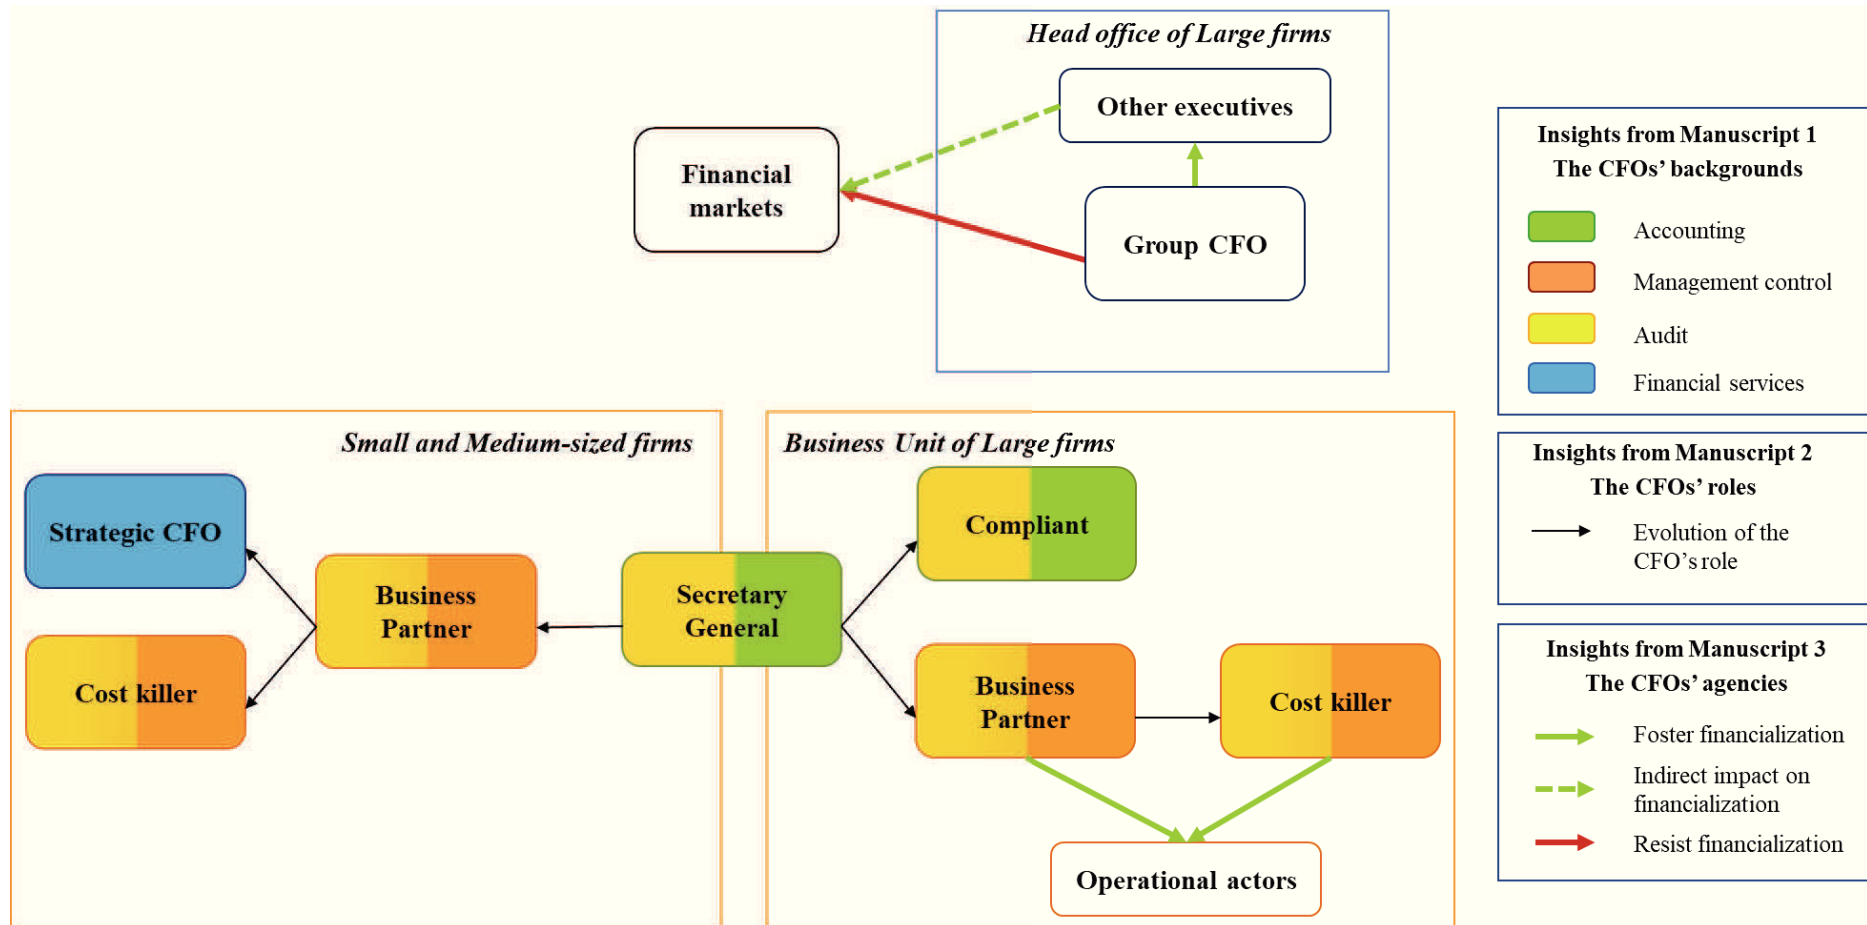 Head office of Large firms
Other executives
Financial
markets
Group CFO
Small and Medium-sized firms
Strategic CFO
Business
Partner
Cost killer
Secretary
General
Business Unit of Large firms
Compliant
Business
Partner
Cost killer
Operational actors
Insights from Manuscript 1
The CFOs’ backgrounds
Accounting
Management control
Audit
Financial services
Insights from Manuscript 2
The CFOs’ roles
Evolution of the
CFO’s role
Insights from Manuscript 3
The CFOs’ agencies
Foster financialization
Indirect impact on
financialization
Resist financialization